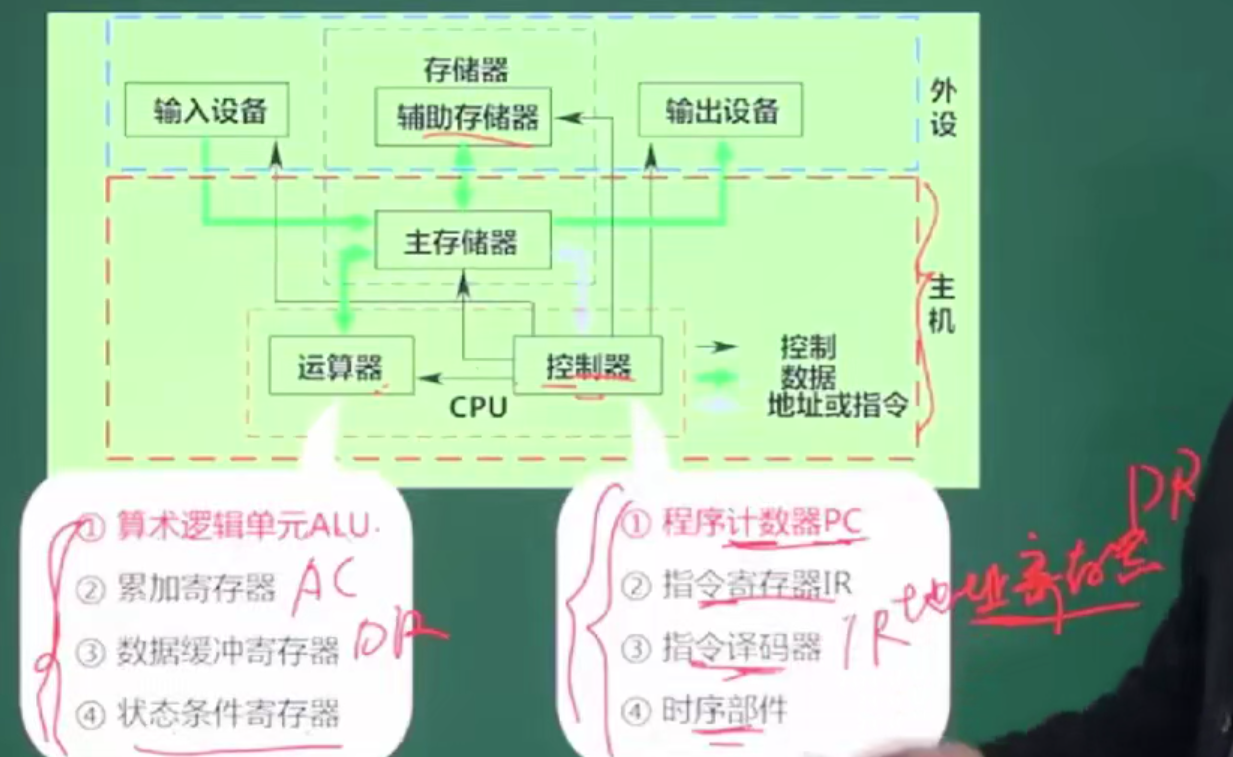 存储器
输入设备
辅助存储器
输出设备
外设
主存储器
主机
运算器
控制器
CPU
控制
数据
地址或指令
① 算术逻辑单元ALU
② 累加寄存器 AC
③ 数据缓冲寄存器 DR
④ 状态条件寄存器
① 程序计数器PC
② 指令寄存器IR
③ 指令译码器 IR
④ 时序部件
地址寄存器
DR